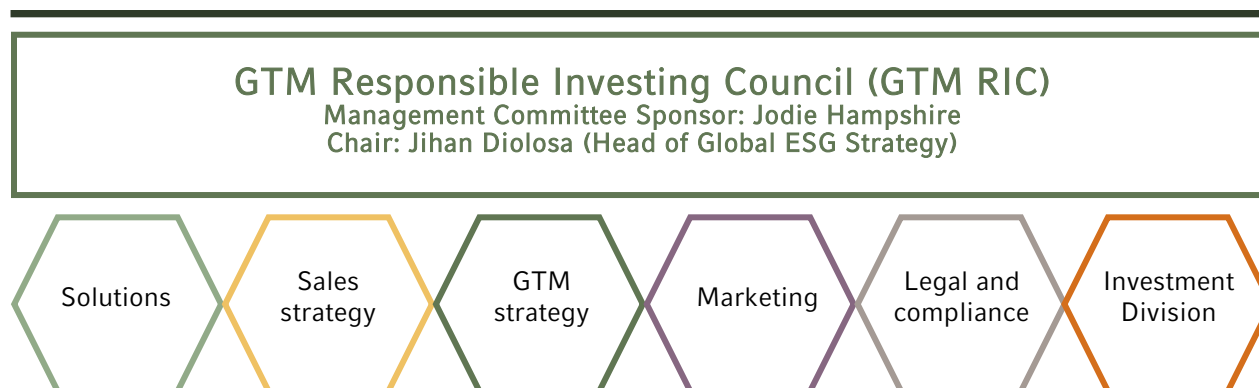 GTM Responsible Investing Council (GTM RIC)
Management Committee Sponsor: Jodie Hampshire
Chair: Jihan Diolosa (Head of Global ESG Strategy)
Solutions
Sales
strategy
GTM
strategy
Marketing
Legal and
compliance
Investment
Division